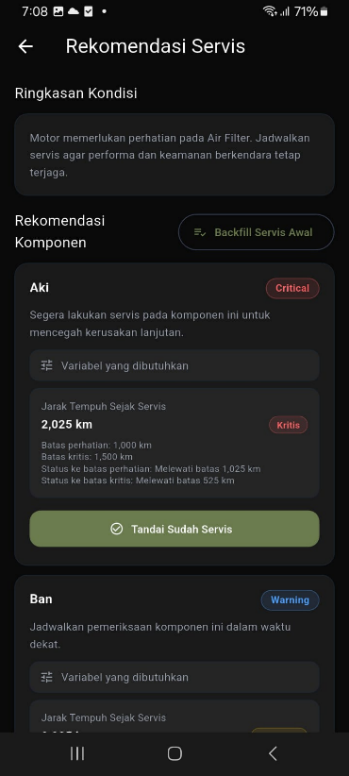 7:08
71%
Rekomendasi Servis
Ringkasan Kondisi
Motor memerlukan perhatian pada Air Filter. Jadwalkan
servis agar performa dan keamanan berkendara tetap
terjaga.
Rekomendasi
Komponen
Backfill Servis Awal
Aki
Critical
Segera lakukan servis pada komponen ini untuk
mencegah kerusakan lanjutan.
Variabel yang dibutuhkan
Jarak Tempuh Sejak Servis
2,025 km
Kritis
Batas perhatian: 1,000 km
Batas kritis: 1,500 km
Status ke batas perhatian: Melewati batas 1,025 km
Status ke batas kritis: Melewati batas 525 km
Tandai Sudah Servis
Ban
Warning
Jadwalkan pemeriksaan komponen ini dalam waktu
dekat.
Variabel yang dibutuhkan
Jarak Tempuh Sejak Servis